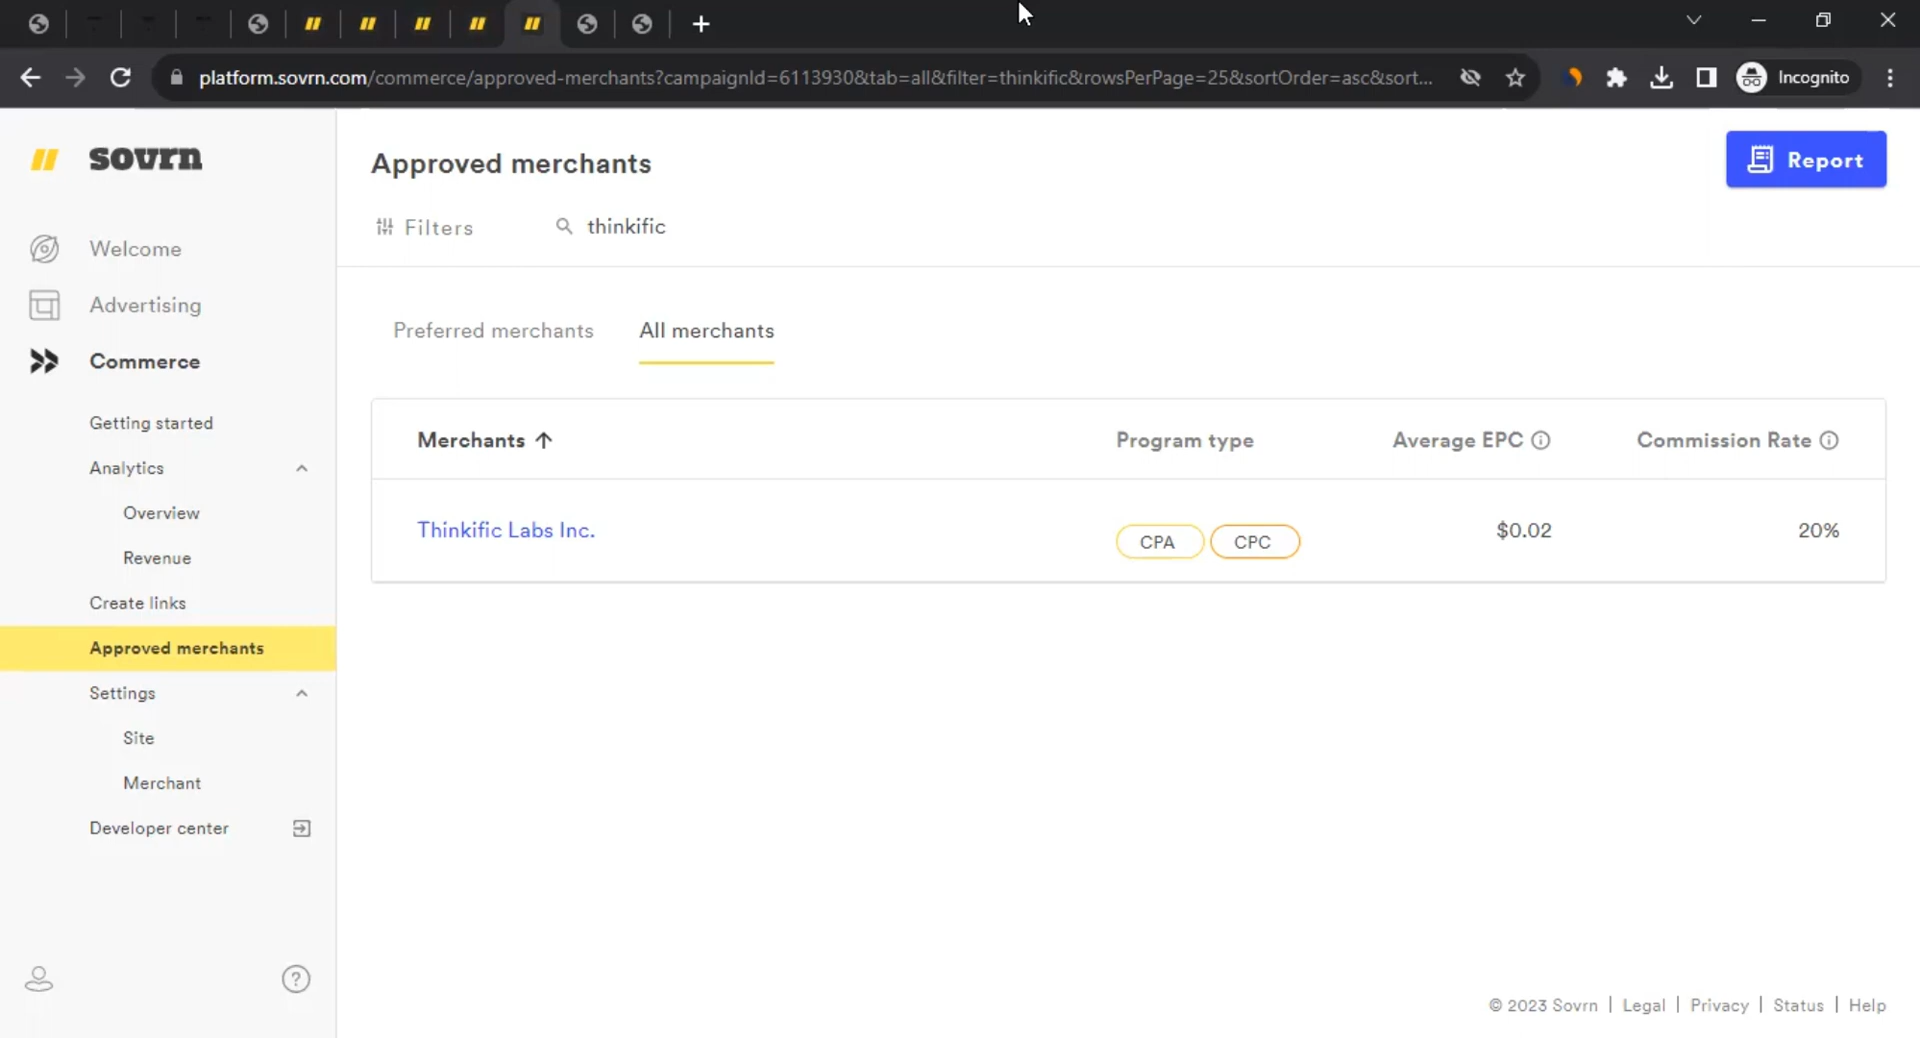 platform.sovrn.com/commerce/approved-merchants?campaignId=6113930&tab=all&filter=thinkific&rowsPerPage=25&sortOrder=asc&sort...
Incognito
sovrn
Welcome
Advertising
Commerce
Getting started
Analytics
Overview
Revenue
Create links
Approved merchants
Settings
Site
Merchant
Developer center
Approved merchants
Report
Filters
thinkific
Preferred merchants
All merchants
Merchants
Program type
Average EPC
Commission Rate
Thinkific Labs Inc.
CPA
CPC
$0.02
20%
© 2023 Sovrn | Legal | Privacy | Status | Help